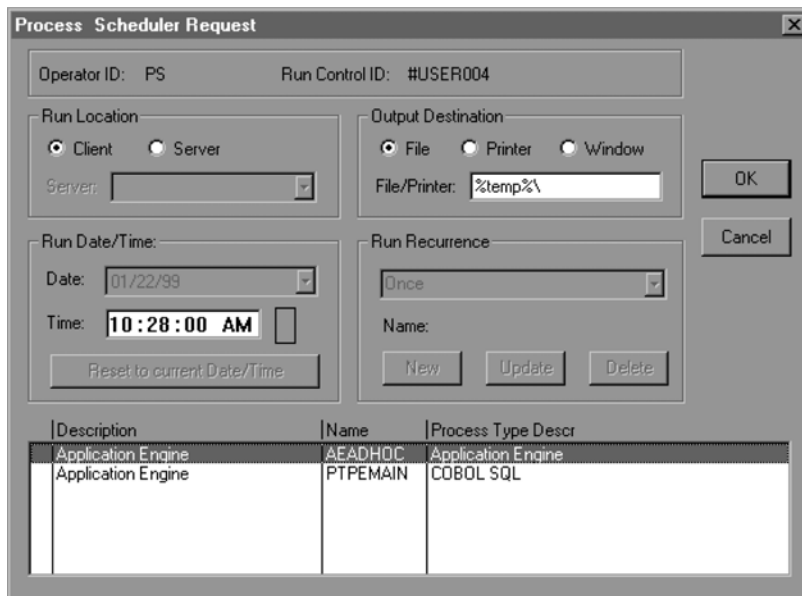 Process Scheduler Request
Operator ID: PS Run Control ID: #USER004
Run Location
Client Server
Server:
Output Destination
File Printer Window
File/Printer: %temp%\
OK
Cancel
Run Date/Time:
Date: 01/22/99
Time: 10:28:00 AM
Reset to current Date/Time
Run Recurrence
Once
Name:
New Update Delete
Description Name Process Type Descr
Application Engine AEADHOC Application Engine
Application Engine PTPEMAIN COBOL SQL